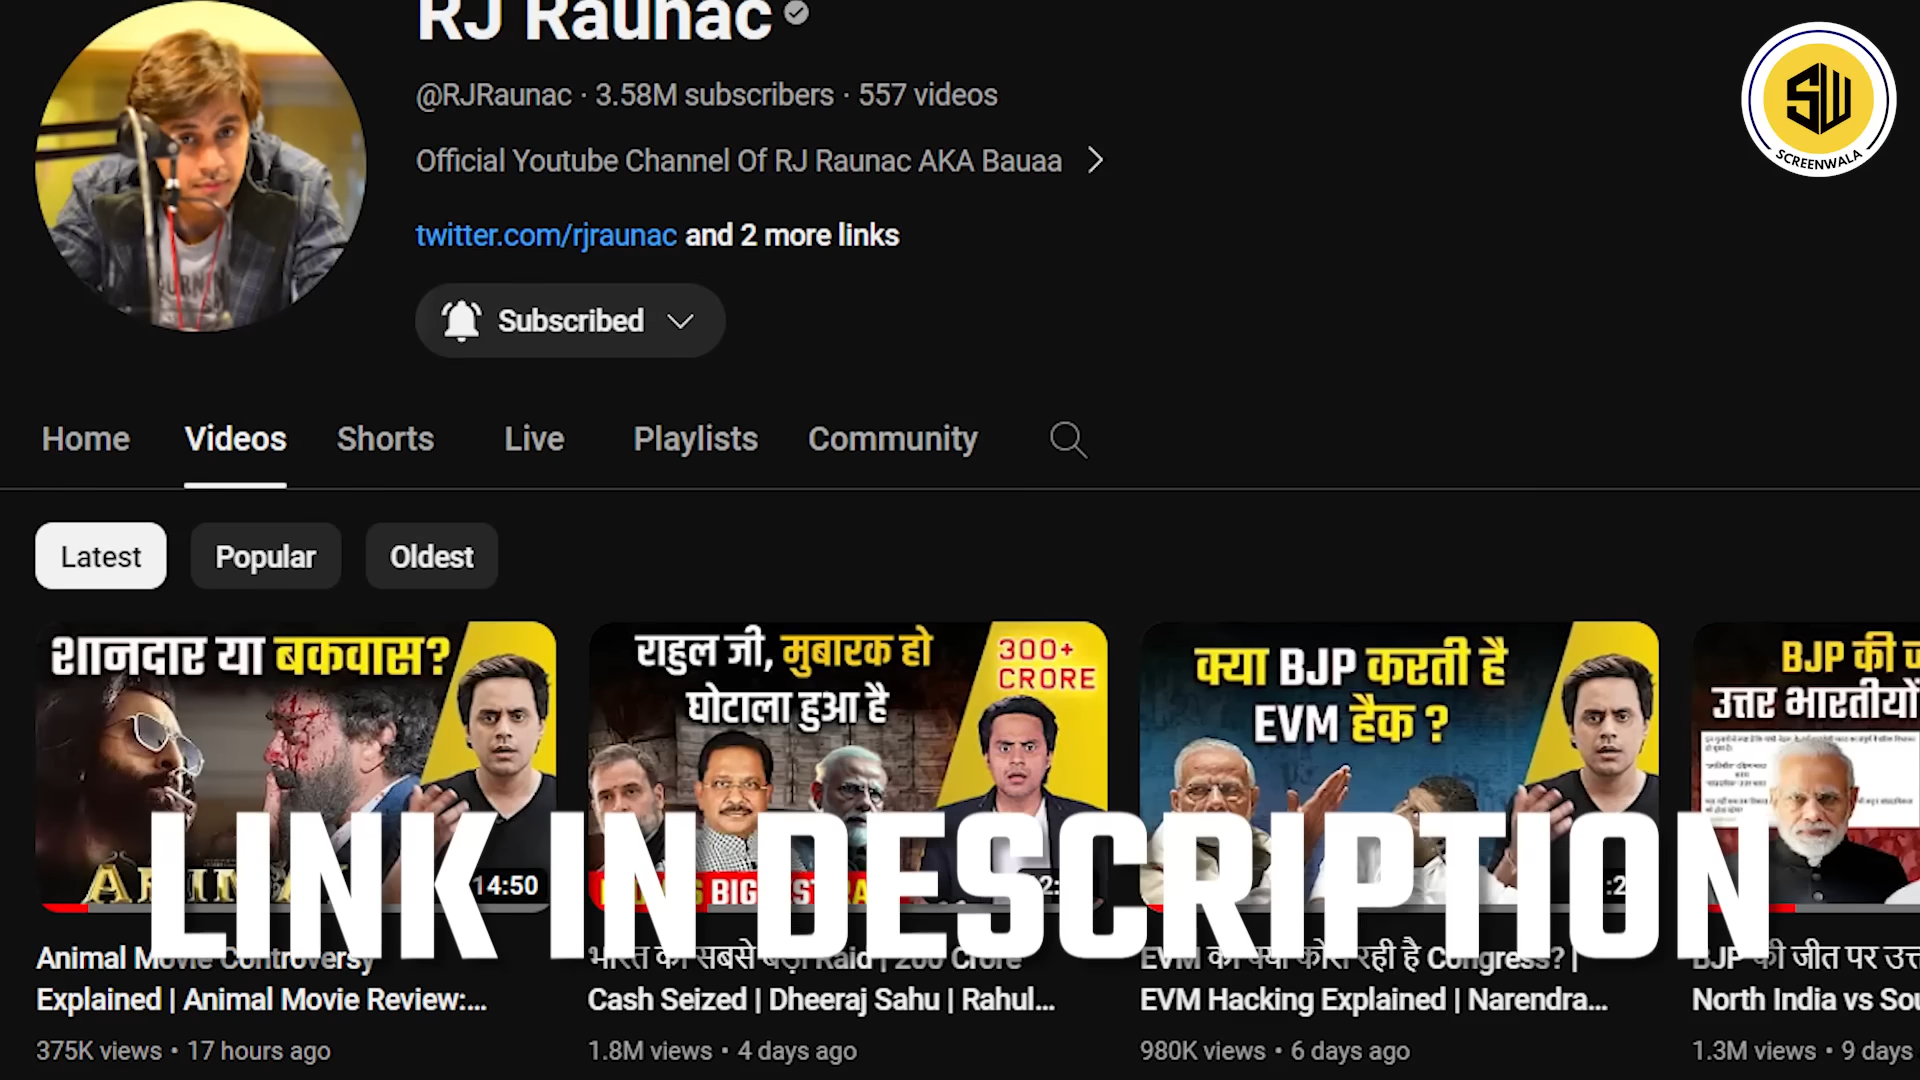 RJ Raunac
@RJRaunac · 3.58M subscribers · 557 videos
Official Youtube Channel Of RJ Raunac AKA Bauaa
twitter.com/rjraunac and 2 more links
Subscribed
SW
SCREENWALA
Home Videos Shorts Live Playlists Community
Latest Popular Oldest
शानदार या बकवास?
14:50
राहुल जी, मुबारक हो
घोटाला हुआ है
300+
CRORE
क्या BJP करती है
EVM हैक ?
BJP की
उत्तर भारतीयों
LINK IN DESCRIPTION
Animal Movie Controversy
Explained | Animal Movie Review:...
375K views • 17 hours ago
भारत का सबसे बड़ा Raid | 200 Crore
Cash Seized | Dheeraj Sahu | Rahul...
1.8M views • 4 days ago
EVM को क्यों कोस रही है Congress? |
EVM Hacking Explained | Narendra...
980K views • 6 days ago
BJP की जीत पर
North India vs
1.3M views • 9 days